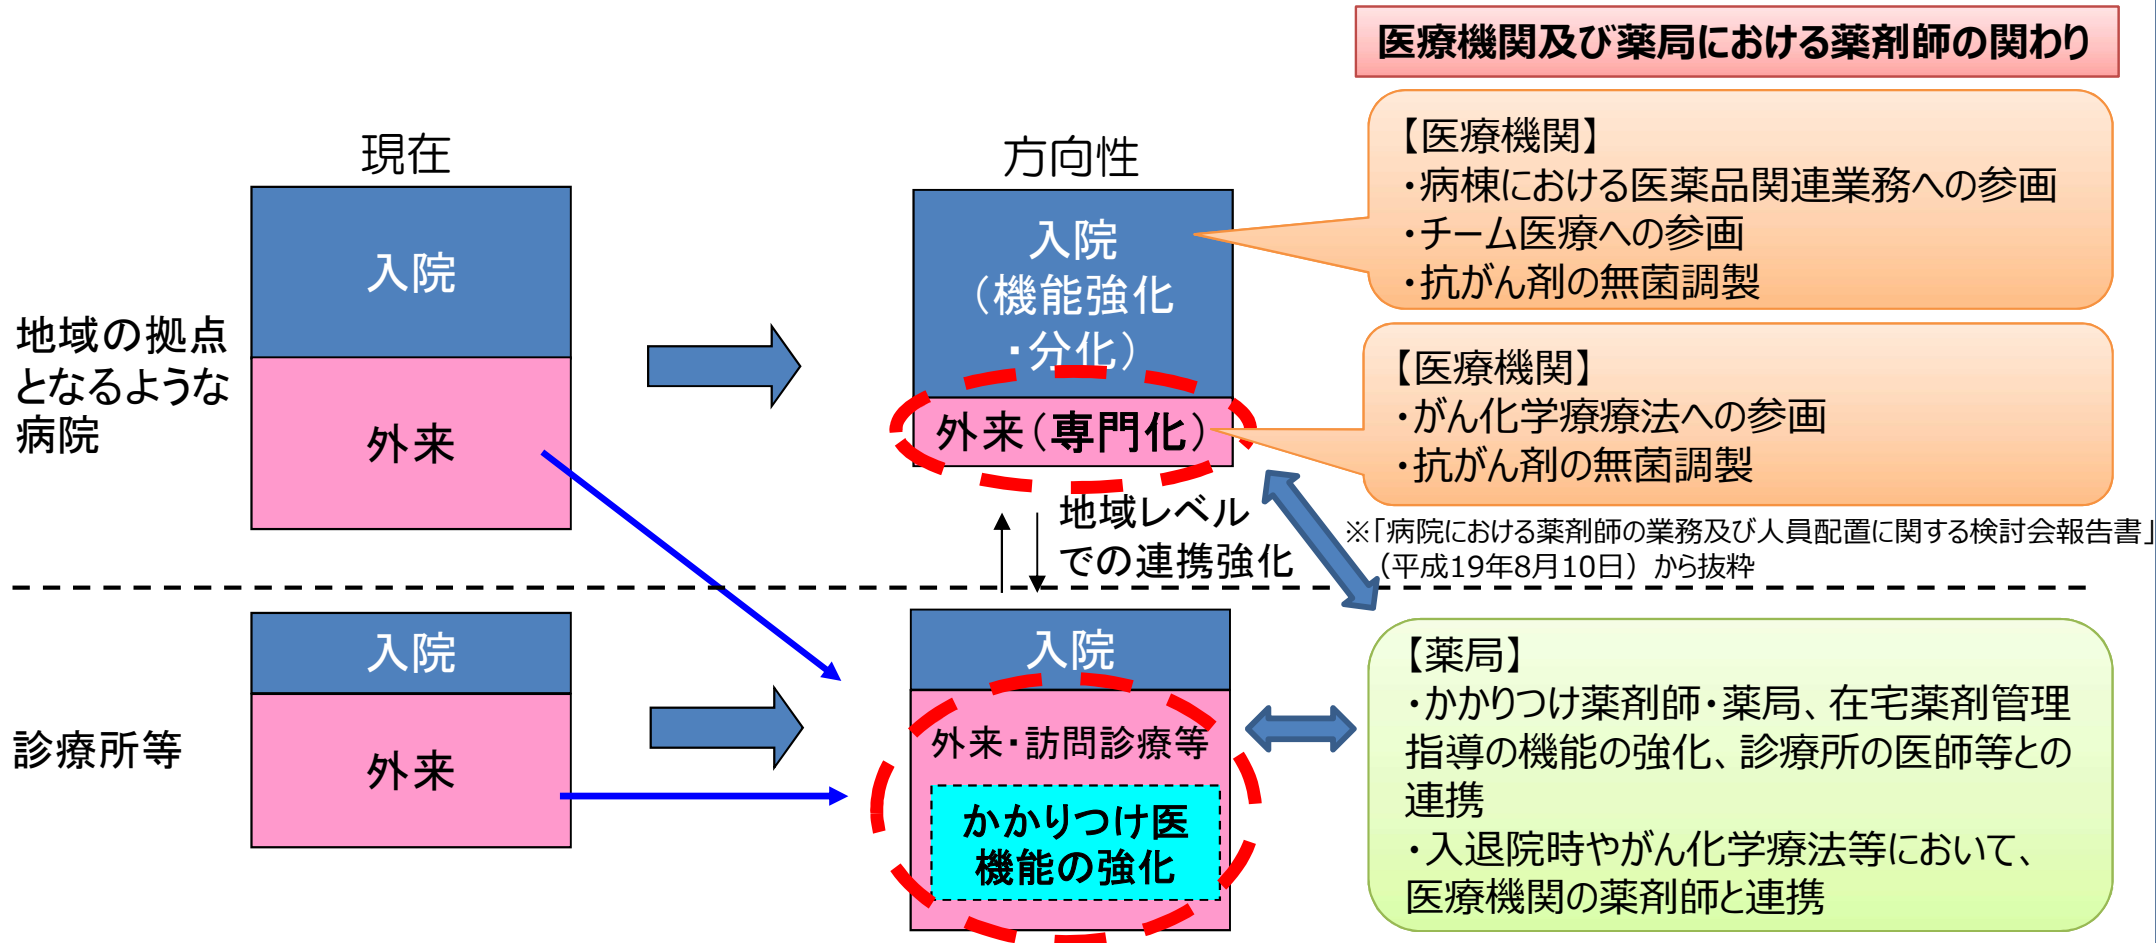 医療機関及び薬局における薬剤師の関わり
現在
方向性
地域の拠点
となるような
病院
入院
外来
入院
（機能強化
・分化）
外来（専門化）
【医療機関】
・病棟における医薬品関連業務への参画
・チーム医療への参画
・抗がん剤の無菌調製
【医療機関】
・がん化学療療法への参画
・抗がん剤の無菌調製
地域レベル
での連携強化
※「病院における薬剤師の業務及び人員配置に関する検討会報告書」
（平成19年8月10日）から抜粋
診療所等
入院
外来
入院
外来・訪問診療等
かかりつけ医
機能の強化
【薬局】
・かかりつけ薬剤師・薬局、在宅薬剤管理
指導の機能の強化、診療所の医師等との
連携
・入退院時やがん化学療法等において、
医療機関の薬剤師と連携